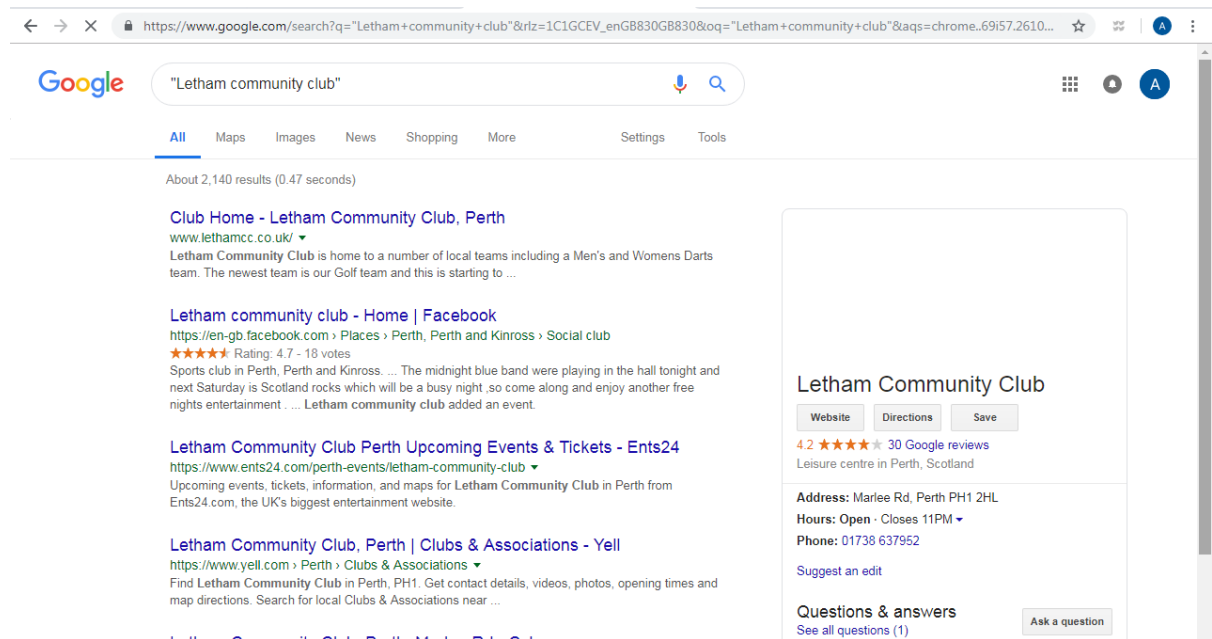 https://www.google.com/search?q="Letham+community+club"&rlz=1C1GCEV_enGB830GB830&oq="Letham+community+club"&aqs=chrome..69i57.2610...
A
Google
"Letham community club"
A
All Maps Images News Shopping More Settings Tools
About 2,140 results (0.47 seconds)
Club Home - Letham Community Club, Perth
www.lethamcc.co.uk/
Letham Community Club is home to a number of local teams including a Men's and Womens Darts
team. The newest team is our Golf team and this is starting to ...
Letham community club - Home | Facebook
https://en-gb.facebook.com › Places › Perth, Perth and Kinross › Social club
Rating: 4.7 - 18 votes
Sports club in Perth, Perth and Kinross. ... The midnight blue band were playing in the hall tonight and
next Saturday is Scotland rocks which will be a busy night ,so come along and enjoy another free
nights entertainment . ... Letham community club added an event.
Letham Community Club Perth Upcoming Events & Tickets - Ents24
https://www.ents24.com/perth-events/letham-community-club
Upcoming events, tickets, information, and maps for Letham Community Club in Perth from
Ents24.com, the UK's biggest entertainment website.
Letham Community Club, Perth | Clubs & Associations - Yell
https://www.yell.com › Perth › Clubs & Associations
Find Letham Community Club in Perth, PH1. Get contact details, videos, photos, opening times and
map directions. Search for local Clubs & Associations near ...
Letham Community Club
Website Directions Save
4.2 30 Google reviews
Leisure centre in Perth, Scotland
Address: Marlee Rd, Perth PH1 2HL
Hours: Open · Closes 11PM
Phone: 01738 637952
Suggest an edit
Questions & answers
See all questions (1)
Ask a question